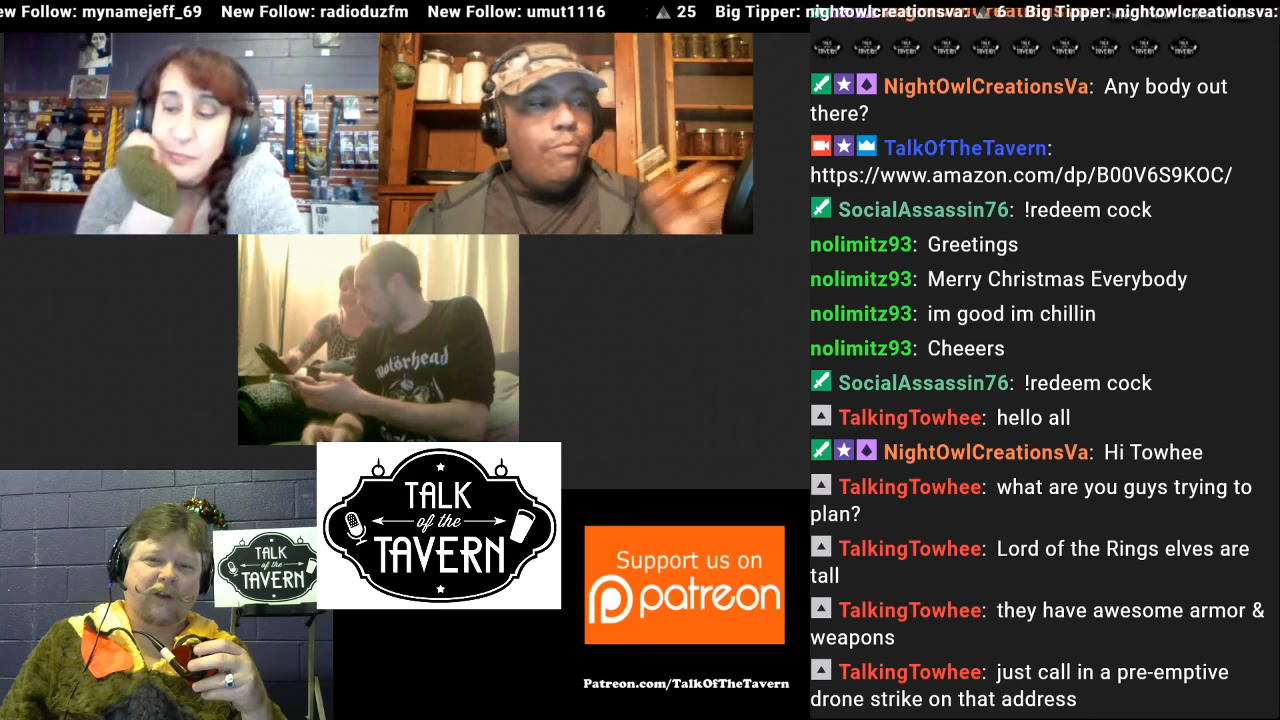 New Follow: mynamejeff_69 New Follow: radioduzfm New Follow: umut1116 25 Big Tipper: nightowlcreationsva: 6 Big Tipper: nightowlcreationsva:
NightOwlCreationsVa: Any body out
there?
TalkOfTheTavern:
https://www.amazon.com/dp/B00V6S9KOC/
SocialAssassin76: !redeem cock
nolimitz93: Greetings
nolimitz93: Merry Christmas Everybody
nolimitz93: im good im chillin
nolimitz93: Cheeers
SocialAssassin76: !redeem cock
TalkingTowhee: hello all
NightOwlCreationsVa: Hi Towhee
TalkingTowhee: what are you guys trying to
plan?
TalkingTowhee: Lord of the Rings elves are
tall
TalkingTowhee: they have awesome armor &
weapons
TalkingTowhee: just call in a pre-emptive
drone strike on that address
Motörhead
TALK
of the
TAVERN
TALK
of the
TAVERN
Support us on
patreon
Patreon.com/TalkOfTheTavern